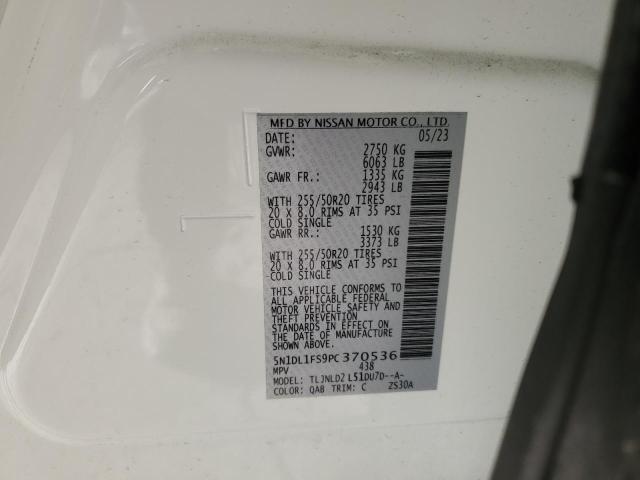 MFD BY NISSAN MOTOR CO., LTD.
DATE: 05/23
GVWR: 2750 KG
6063 LB
GAWR FR.: 1335 KG
2943 LB
WITH 255/50R20 TIRES
20 X 8.0 RIMS AT 35 PSI
COLD SINGLE
GAWR RR.: 1530 KG
3373 LB
WITH 255/50R20 TIRES
20 X 8.0 RIMS AT 35 PSI
COLD SINGLE
THIS VEHICLE CONFORMS TO
ALL APPLICABLE FEDERAL
MOTOR VEHICLE SAFETY AND
THEFT PREVENTION
STANDARDS IN EFFECT ON
THE DATE OF MANUFACTURE
SHOWN ABOVE.
5N1DL1FS9PC370536
MPV 438
MODEL: TLJNLDZ L51DU7D--A-
COLOR: QAB TRIM: C ZS30A